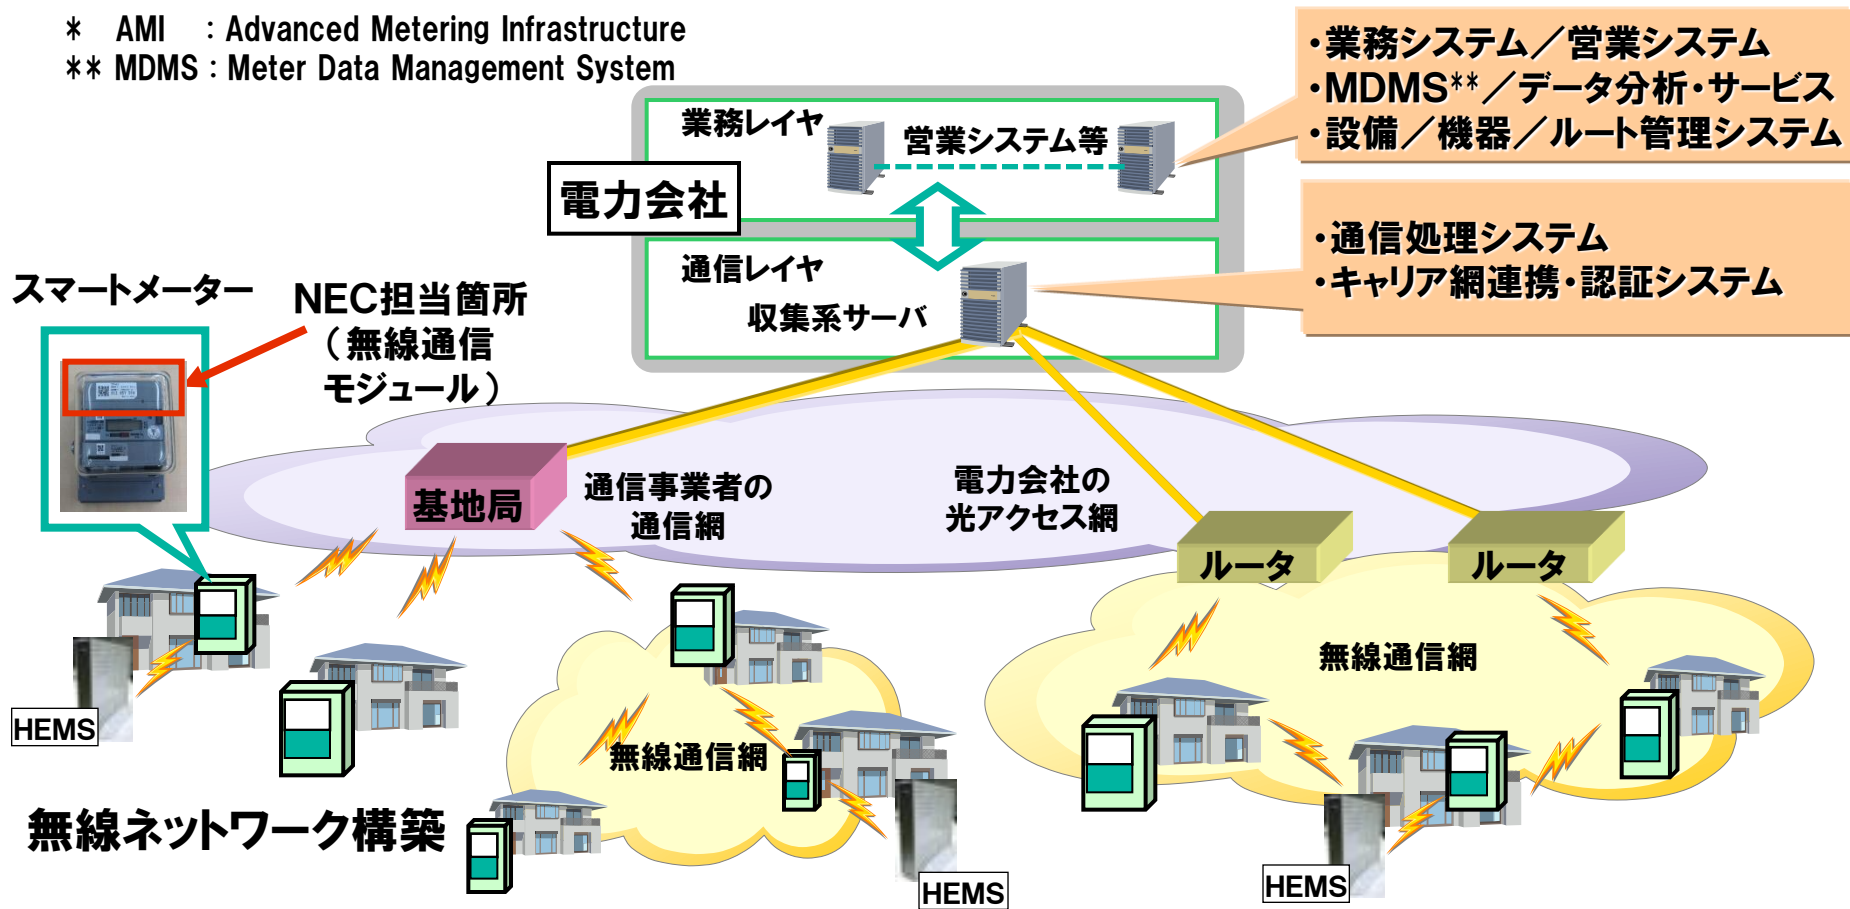 * AMI : Advanced Metering Infrastructure
** MDMS : Meter Data Management System
・業務システム／営業システム
・MDMS**／データ分析・サービス
・設備／機器／ルート管理システム
業務レイヤ
営業システム等
電力会社
・通信処理システム
・キャリア網連携・認証システム
通信レイヤ
収集系サーバ
スマートメーター
NEC担当箇所
（無線通信
モジュール）
基地局
通信事業者の
通信網
電力会社の
光アクセス網
ルータ
ルータ
無線通信網
HEMS
無線通信網
無線ネットワーク構築
HEMS
HEMS